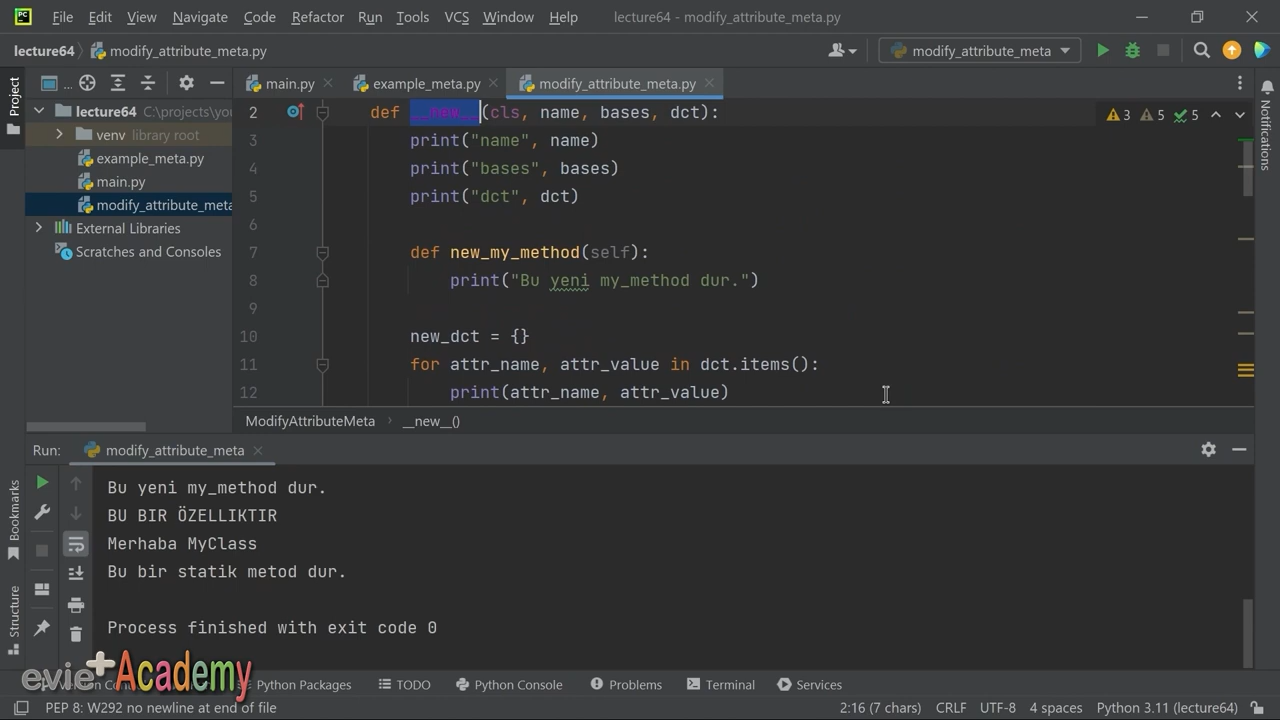 File Edit View Navigate Code Refactor Run Tools VCS Window Help lecture64 - modify_attribute_meta.py
lecture64 modify_attribute_meta.py modify_attribute_meta
Project
... main.py example_meta.py modify_attribute_meta.py
lecture64 C:\projects\you
venv library root
example_meta.py
main.py
modify_attribute_meta
External Libraries
Scratches and Consoles
2 def __new__(cls, name, bases, dct): 3 5 5
3 print("name", name)
4 print("bases", bases)
5 print("dct", dct)
6
7 def new_my_method(self):
8 print("Bu yeni my_method dur.")
9
10 new_dct = {}
11 for attr_name, attr_value in dct.items():
12 print(attr_name, attr_value)
ModifyAttributeMeta __new__()
Notifications
Run: modify_attribute_meta
Bu yeni my_method dur.
BU BIR ÖZELLIKTIR
Merhaba MyClass
Bu bir statik metod dur.
Process finished with exit code 0
Bookmarks
Structure
evie+Academy
Python Packages TODO Python Console Problems Terminal Services
PEP 8: W292 no newline at end of file 2:16 (7 chars) CRLF UTF-8 4 spaces Python 3.11 (lecture64)